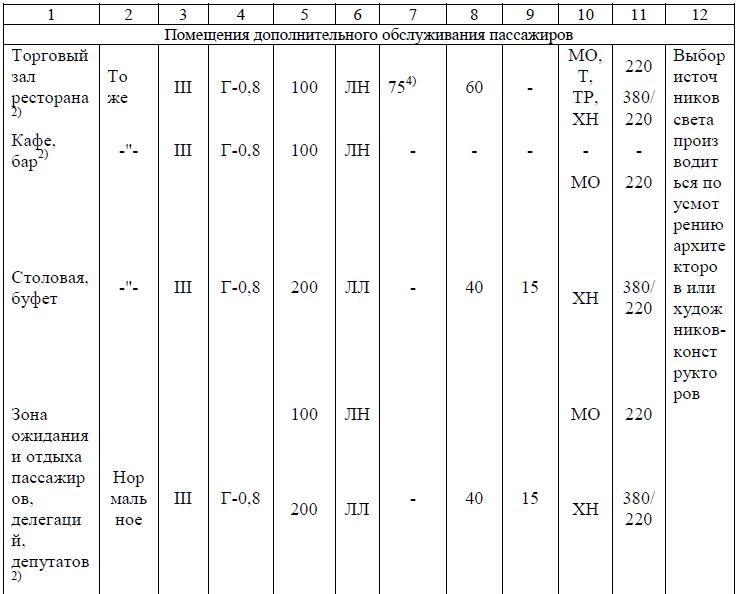 1 2 3 4 5 6 7 8 9 10 11 12
Помещения дополнительного обслуживания пассажиров
Торговый
зал
ресторана
2)
То
же
III
Г-0,8
100
ЛН
75 4)
60
-
МО,
Т,
ТР,
ХН
220
380/
220
Выбор
источ
ников
света
произ
водит
ься по
усмот
рению
архите
кторо
в или
худож
ников-
конст
рукто
ров
Кафе,
бар2)
-"-
III
Г-0,8
100
ЛН
-
-
-
-
МО
-
220
Столовая,
буфет
-"-
III
Г-0,8
200
ЛЛ
-
40
15
ХН
380/
220
Зона
ожидания
и отдыха
пассажир
ов,
делегаци
й,
депутатов
2)
Нор
маль
ное
III
Г-0,8
100
200
ЛН
ЛЛ
-
40
15
МО
ХН
220
380/
220